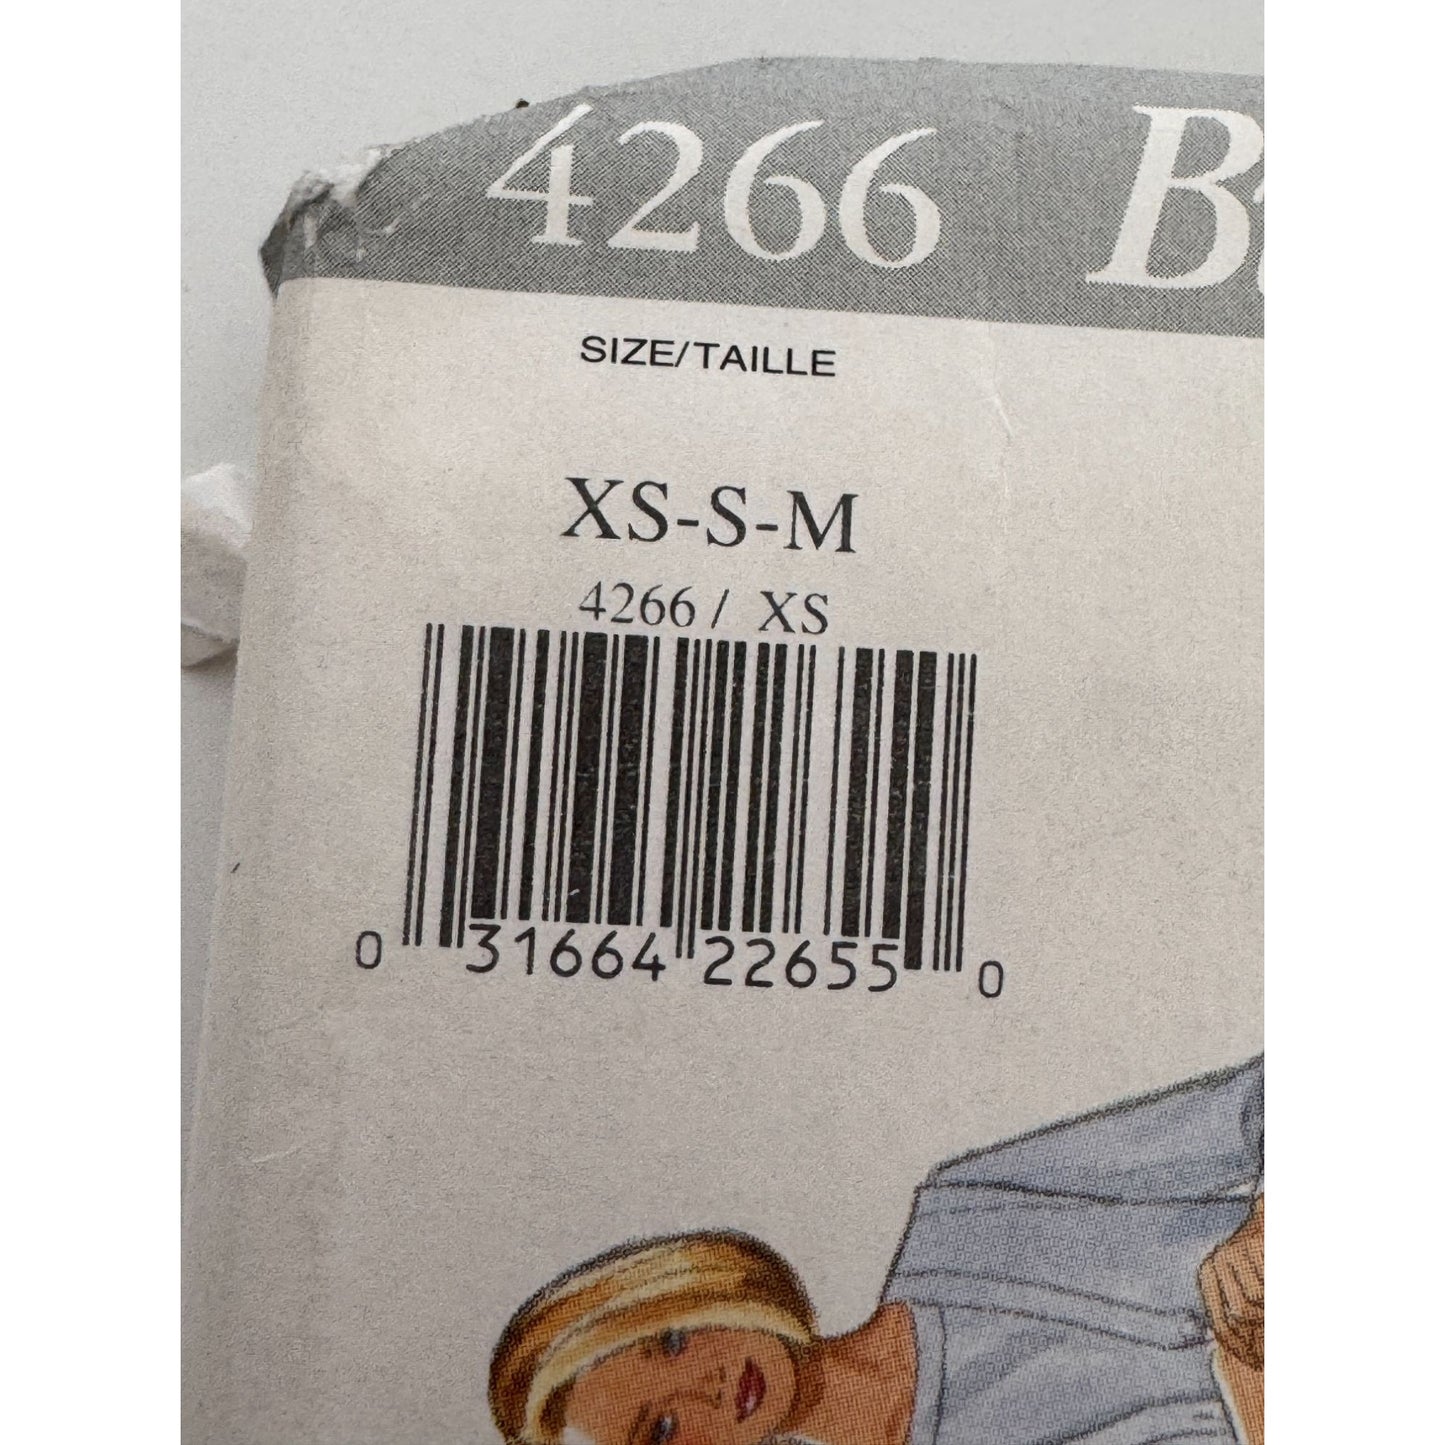 4266
SIZE/TAILLE
XS-S-M
4266 / XS
0 31664 22655 0